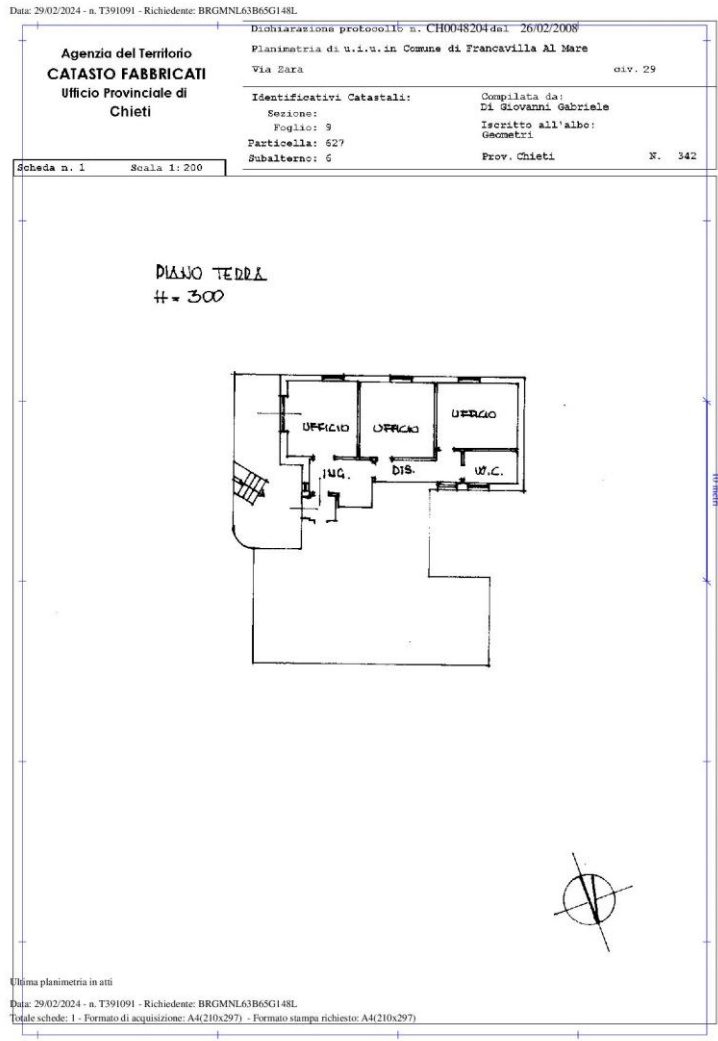 Data: 29/02/2024 - n. T391091 - Richiedente: BRGMNL63B65G148L
Agenzia del Territorio
CATASTO FABBRICATI
Ufficio Provinciale di
Chieti
Dichiarazione protocollo n. CH0048204 del 26/02/2008
Planimetria di u.i.u. in Comune di Francavilla Al Mare
Via Zara civ. 29
Identificativi Catastali:
Sezione:
Foglio: 9
Particella: 627
Subalterno: 6
Compilata da:
Di Giovanni Gabriele
Iscritto all'albo:
Geometri
Prov. Chieti N. 342
Scheda n. 1 Scala 1:200
PIANO TERRA
H = 300
UFFICIO
UFFICIO
UFFICIO
ING.
DIS.
W.C.
10 metri
Ultima planimetria in atti
Data: 29/02/2024 - n. T391091 - Richiedente: BRGMNL63B65G148L
Totale schede: 1 - Formato di acquisizione: A4(210x297) - Formato stampa richiesto: A4(210x297)